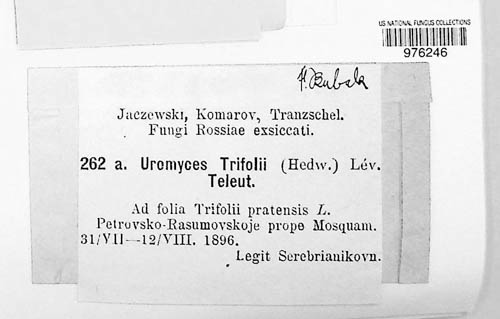 US NATIONAL FUNGUS COLLECTIONS
976246
Jaczewski, Komarov, Tranzschel.
Fungi Rossiae exsiccati.
262 a. Uromyces Trifolii (Hedw.) Lév.
Teleut.
Ad folia Trifolii pratensis L.
Petrovsko-Rasumovskoje prope Mosquam.
31/VII—12/VIII. 1896.
Legit Serebrianikovn.